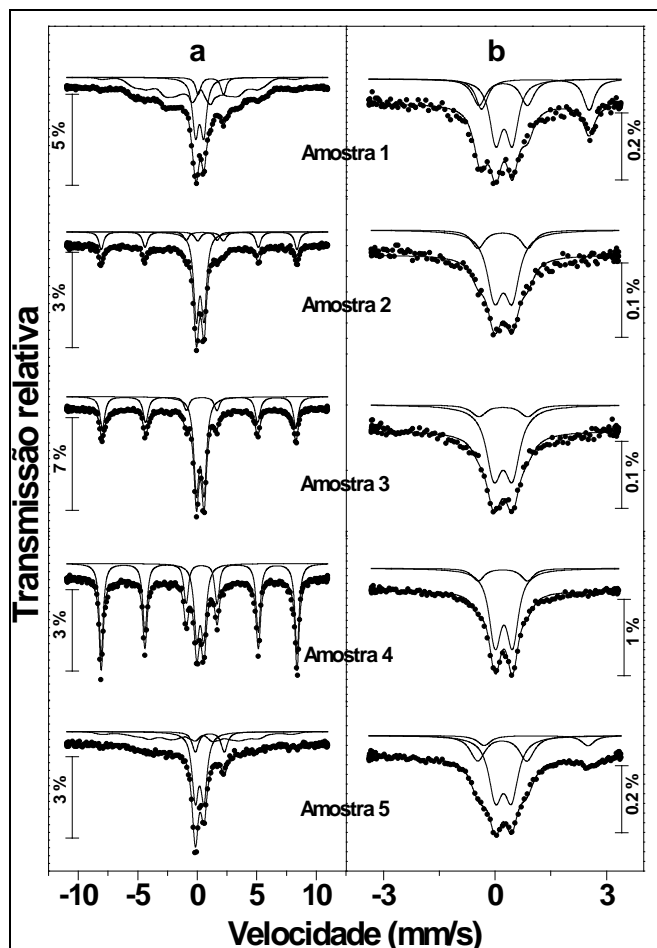 a
b
5 %
Amostra 1
0.2 %
3 %
Amostra 2
0.1 %
7 %
Amostra 3
0.1 %
3 %
Amostra 4
1 %
3 %
Amostra 5
0.2 %
Transmissão relativa
-10 -5 0 5 10
-3 0 3
Velocidade (mm/s)